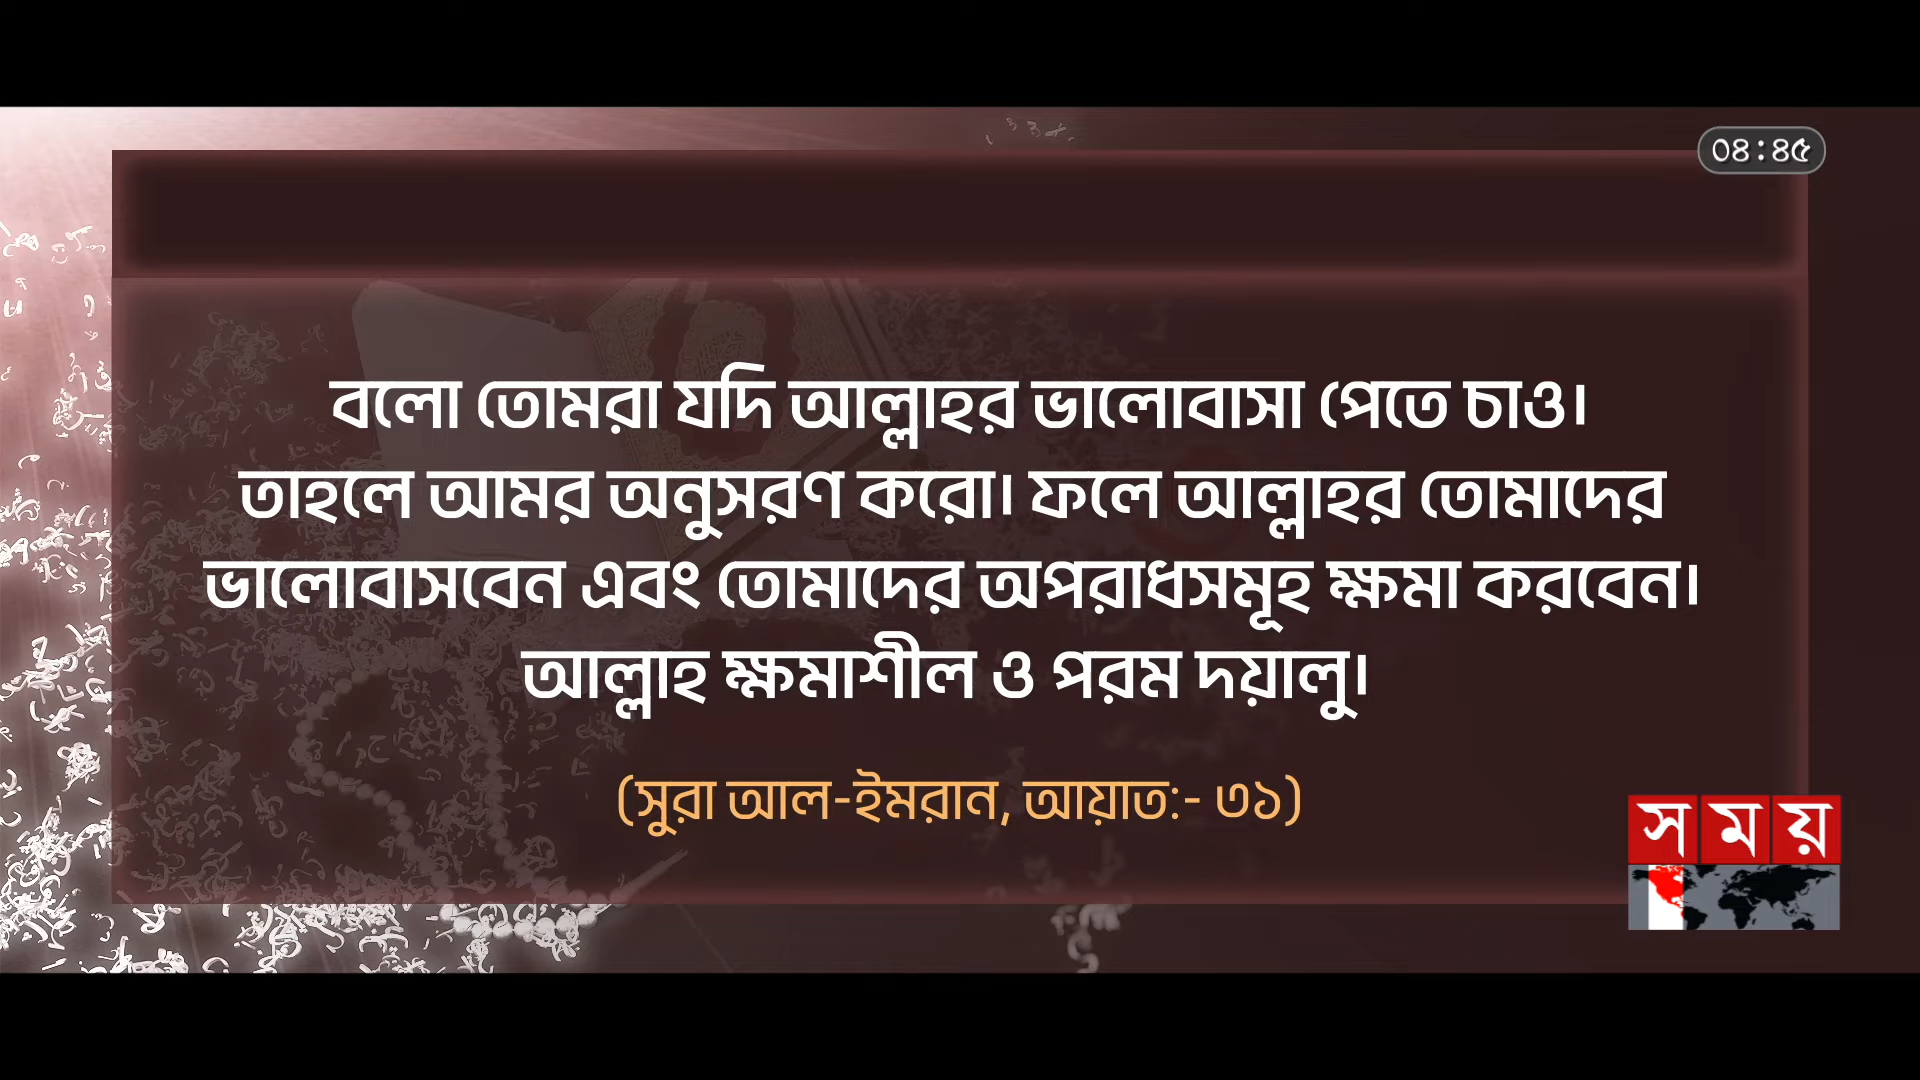 ০৪:৪৫
বলো তোমরা যদি আল্লাহর ভালোবাসা পেতে চাও।
তাহলে আমর অনুসরণ করো। ফলে আল্লাহর তোমাদের
ভালোবাসবেন এবং তোমাদের অপরাধসমূহ ক্ষমা করবেন।
আল্লাহ ক্ষমাশীল ও পরম দয়ালু।
(সুরা আল-ইমরান, আয়াত:- ৩১)
সময়